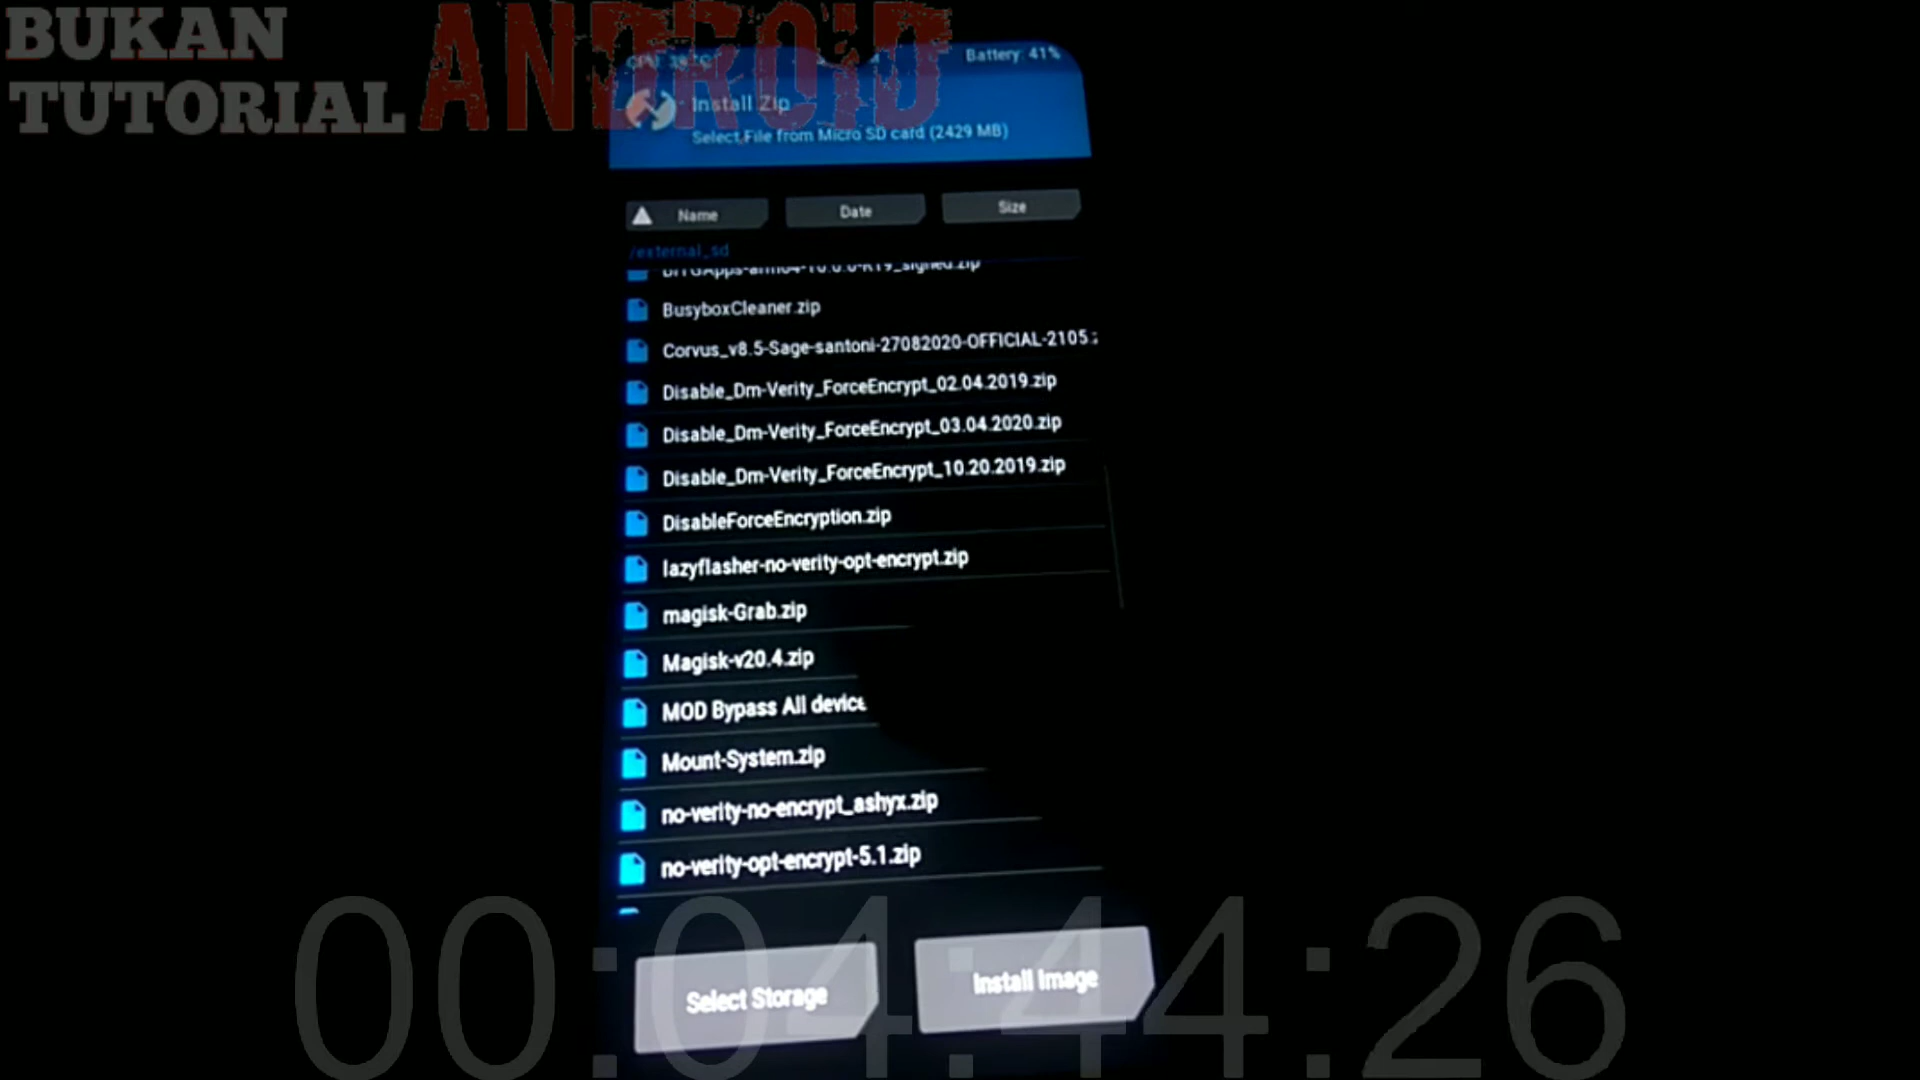 BUKAN
TUTORIAL
ANDROID
Battery: 41%
Install Zip
Select File from Micro SD card (2429 MB)
Name
Date
Size
/external_sd
BusyboxCleaner.zip
Corvus_v8.5-Sage-santoni-27082020-OFFICIAL-2105
Disable_Dm-Verity_ForceEncrypt_02.04.2019.zip
Disable_Dm-Verity_ForceEncrypt_03.04.2020.zip
Disable_Dm-Verity_ForceEncrypt_10.20.2019.zip
DisableForceEncryption.zip
lazyflasher-no-verity-opt-encrypt.zip
magisk-Grab.zip
Magisk-v20.4.zip
MOD Bypass All device
Mount-System.zip
no-verity-no-encrypt_ashyx.zip
no-verity-opt-encrypt-5.1.zip
Select Storage
Install Image
00:04:44:26